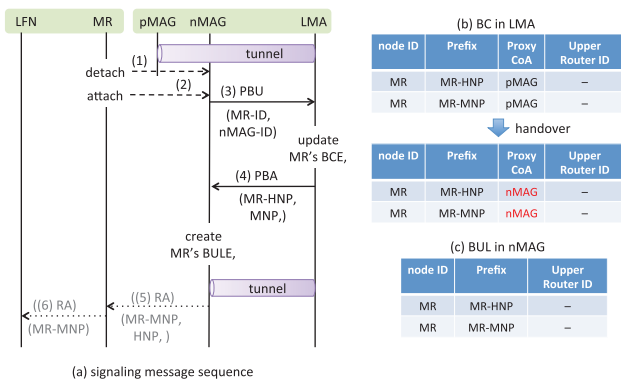 LFN MR pMAG nMAG LMA
tunnel
(1)
detach
(2)
attach
(3) PBU
(MR-ID,
nMAG-ID)
update
MR's BCE,
(4) PBA
(MR-HNP,
MNP,)
create
MR's BULE,
tunnel
((5) RA)
((6) RA)
(MR-MNP,
HNP, )
(MR-MNP)
(a) signaling message sequence
(b) BC in LMA
node ID Prefix Proxy CoA Upper Router ID
MR MR-HNP pMAG –
MR MR-MNP pMAG –
handover
node ID Prefix Proxy CoA Upper Router ID
MR MR-HNP nMAG –
MR MR-MNP nMAG –
(c) BUL in nMAG
node ID Prefix Upper Router ID
MR MR-HNP –
MR MR-MNP –